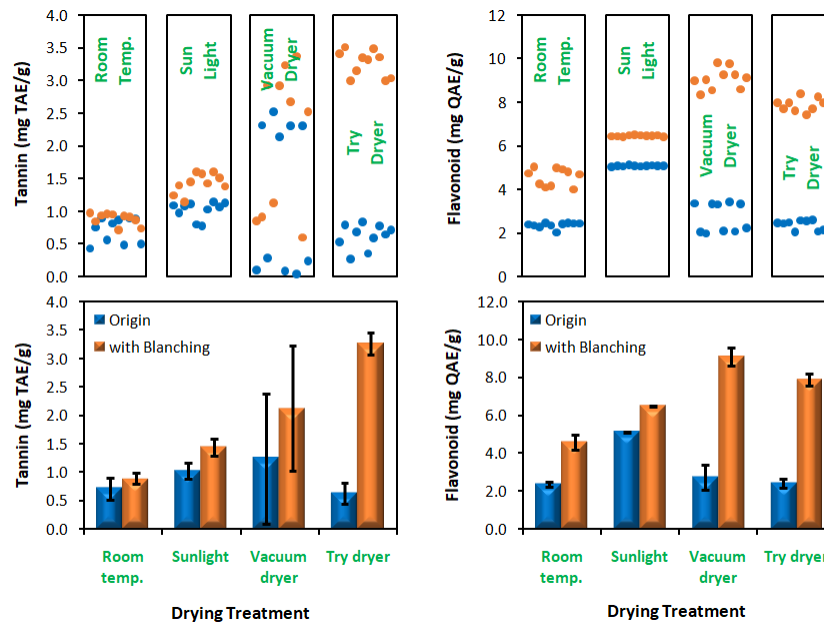 4.0
3.5
3.0
2.5
2.0
1.5
1.0
0.5
0.0
Tannin (mg TAE/g)
Room
Temp.
Sun
Light
Vacuum
Dryer
Try
Dryer
12
10
8
6
4
2
0
Flavonoid (mg QAE/g)
Room
Temp.
Sun
Light
Vacuum
Dryer
Try
Dryer
4.0
3.5
3.0
2.5
2.0
1.5
1.0
0.5
0.0
Tannin (mg TAE/g)
Origin
with Blanching
Room
temp.
Sunlight
Vacuum
dryer
Try dryer
Drying Treatment
12.0
10.0
8.0
6.0
4.0
2.0
0.0
Flavonoid (mg QAE/g)
Origin
with Blanching
Room
temp.
Sunlight
Vacuum
dryer
Try dryer
Drying Treatment